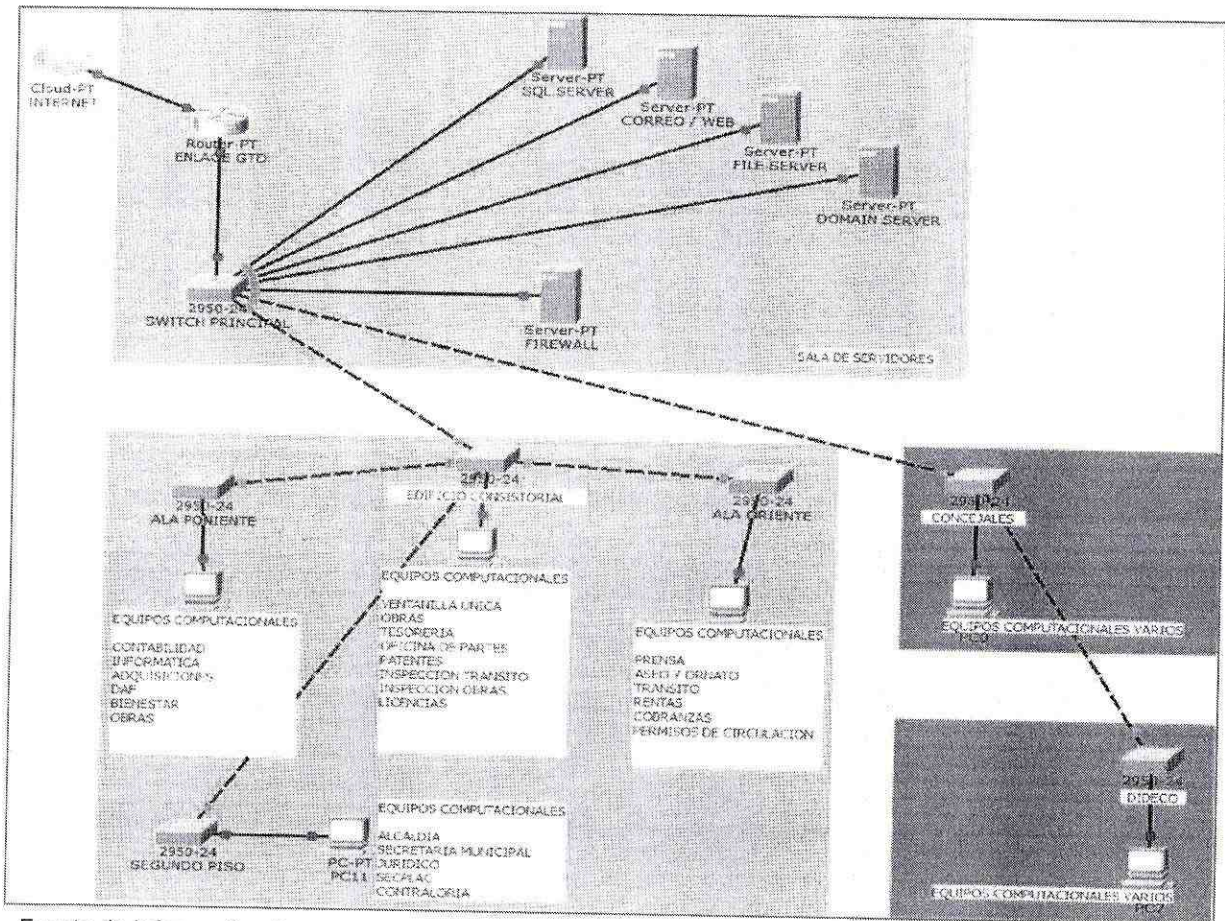 Cloud-PT
INTERNET
Router-PT
ENLACE GTD
Server-PT
SQL SERVER
Server-PT
CORREO / WEB
Server-PT
FILE SERVER
Server-PT
DOMAIN SERVER
2950-24
SWITCH PRINCIPAL
Server-PT
FIREWALL
SALA DE SERVIDORES
2950-24
ALA PONIENTE
2950-24
EDIFICIO CONSISTORIAL
2950-24
ALA ORIENTE
2950-24
CONCEJALES
EQUIPOS COMPUTACIONALES
CONTABILIDAD
INFORMATICA
ADQUISICIONES
DAF
BIENESTAR
OBRAS
EQUIPOS COMPUTACIONALES
VENTANILLA UNICA
OBRAS
TESORERIA
OFICINA DE PARTES
PATENTES
INSPECCION TRANSITO
INSPECCION OBRAS
LICENCIAS
EQUIPOS COMPUTACIONALES
PRENSA
ASEO Y ORNATO
TRANSITO
RENTAS
COBRANZAS
PERMISOS DE CIRCULACION
EQUIPOS COMPUTACIONALES VARIOS
PC0
2950-24
DIDECO
EQUIPOS COMPUTACIONALES VARIOS
PC2
2950-24
SEGUNDO PISO
PC-PT
PC11
EQUIPOS COMPUTACIONALES
ALCALDIA
SECRETARIA MUNICIPAL
JURIDICO
SECPLAC
CONTRALORIA